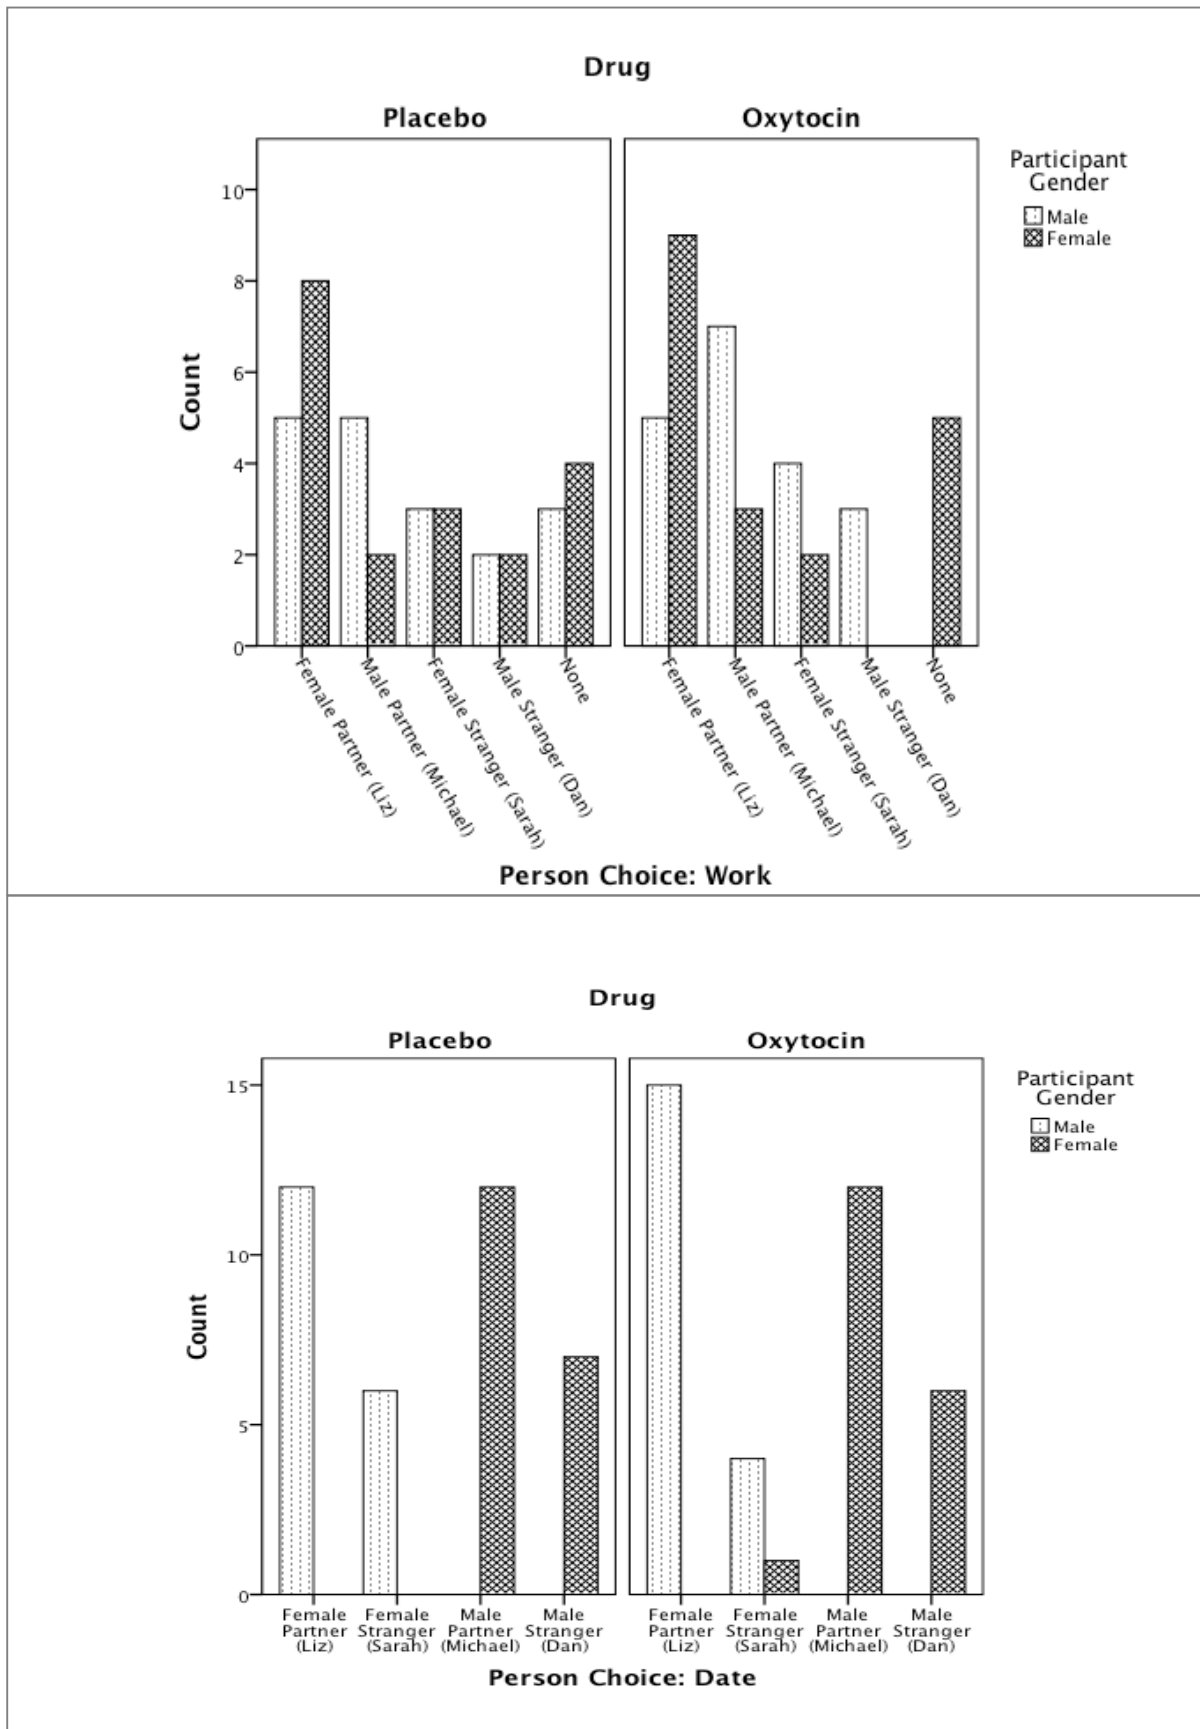 Drug
Placebo
Oxytocin
Participant
Gender
Male
Female
Count
10
8
6
4
2
0
Female Partner (Liz)
Male Partner (Michael)
Female Stranger (Sarah)
Male Stranger (Dan)
None
Female Partner (Liz)
Male Partner (Michael)
Female Stranger (Sarah)
Male Stranger (Dan)
None
Person Choice: Work
Drug
Placebo
Oxytocin
Participant
Gender
Male
Female
Count
15
10
5
0
Female
Partner
(Liz)
Female
Stranger
(Sarah)
Male
Partner
(Michael)
Male
Stranger
(Dan)
Female
Partner
(Liz)
Female
Stranger
(Sarah)
Male
Partner
(Michael)
Male
Stranger
(Dan)
Person Choice: Date